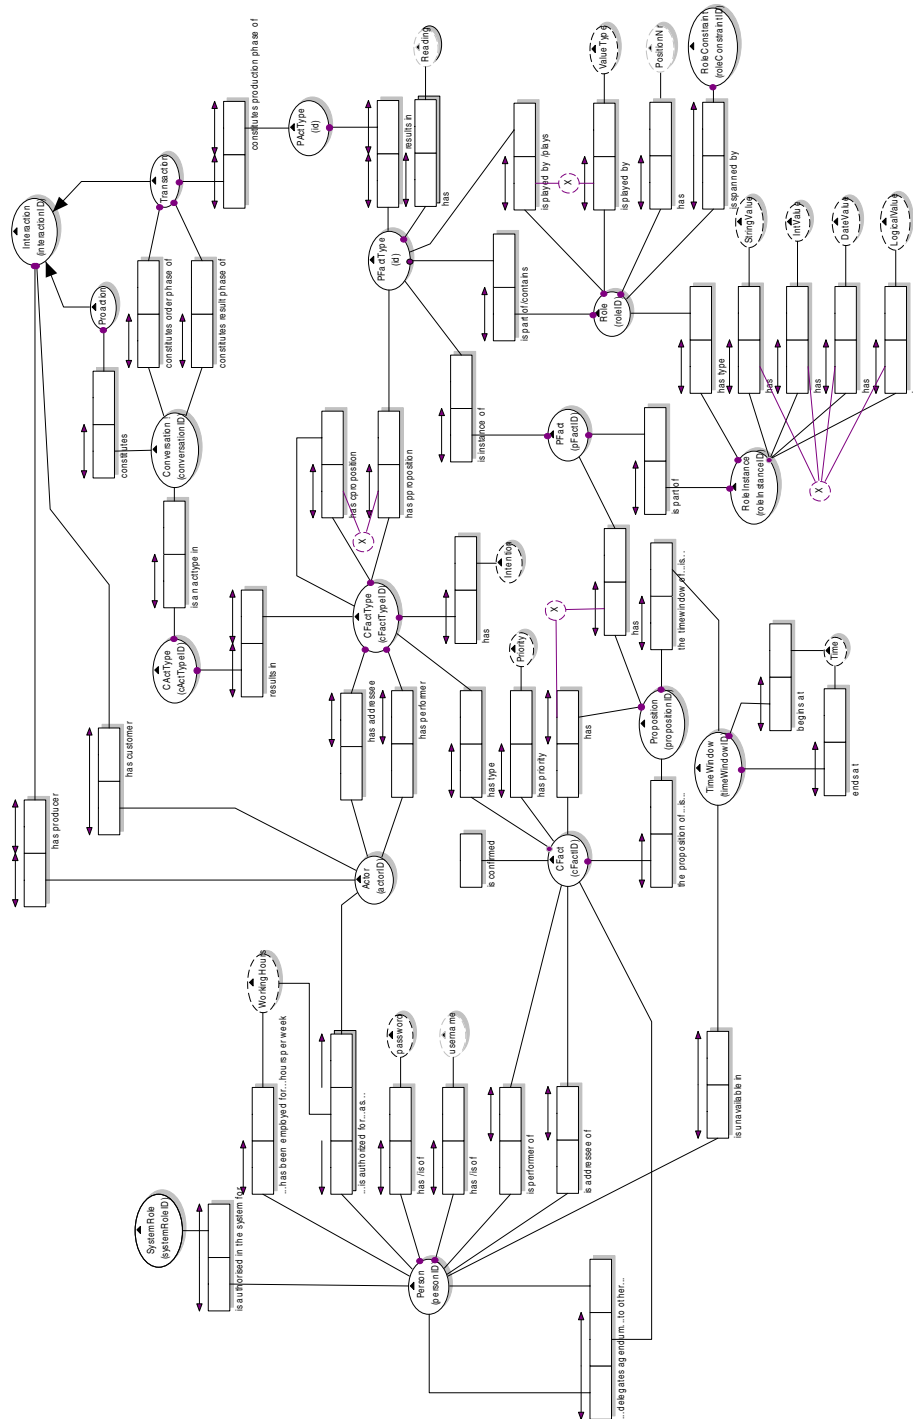 Interaction
(interactionID)
Transaction
Proaction
constitutes production phase of
PActType
(id)
Reading
results in
has
PFactType
(id)
is played by /plays
ValueType
is played by
PositionNr
has
RoleConstraint
(roleConstraintID)
is spanned by
is part of/contains
Role
(roleID)
StringValue
IntValue
DateValue
LogicalValue
has type
has
has
has
constitutes order phase of
constitutes result phase of
constitutes
Conversation
(conversationID)
is an acttype in
CActType
(cActTypeID)
results in
has cproposition
has pproposition
X
X
X
X
CFactType
(cFactTypeID)
Intention
has
is instance of
PFact
(pFactID)
is part of
RoleInstance
(roleInstanceID)
has
the timewindow of...is...
Proposition
(propositionID)
Priority
has type
has priority
has
has addressee
has performer
has customer
has producer
Actor
(actorID)
is confirmed
CFact
(cFactID)
the proposition of...is...
TimeWindow
(timeWindowID)
Time
begins at
ends at
WorkingHours
...has been employed for...hours per week
...is authorized for...as...
password
has /is of
username
has /is of
is performer of
is addressee of
is unavailable in
SystemRole
(systemRoleID)
is authorised in the system for
Person
(personID)
...delegates agendum...to other...